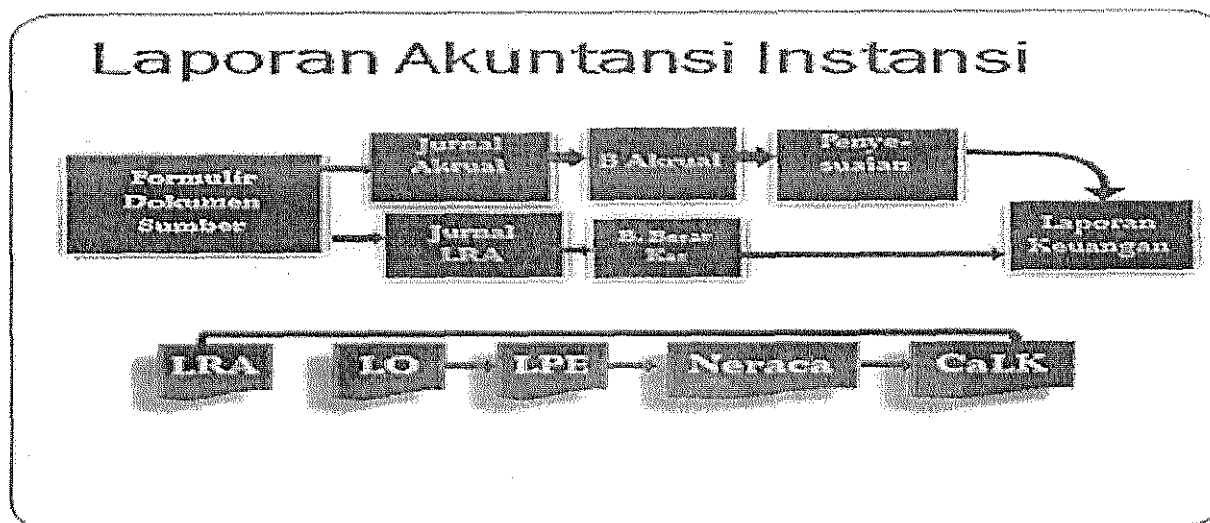 Laporan Akuntansi Instansi
Formulir
Dokumen
Sumber
Jurnal
Akrual
B.Akrual
Penye-
suaian
Jurnal
LRA
B.Besar
Kas
Laporan
Keuangan
LRA
LO
LPE
Neraca
CaLK